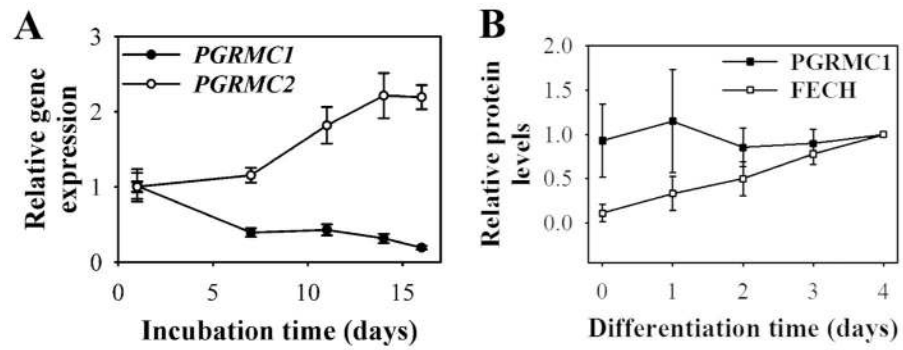 A
3
2
1
0
PGRMC1
PGRMC2
Relative gene
expression
0 5 10 15
Incubation time (days)
B
2.0
1.5
1.0
0.5
0.0
PGRMC1
FECH
Relative protein
levels
0 1 2 3 4
Differentiation time (days)